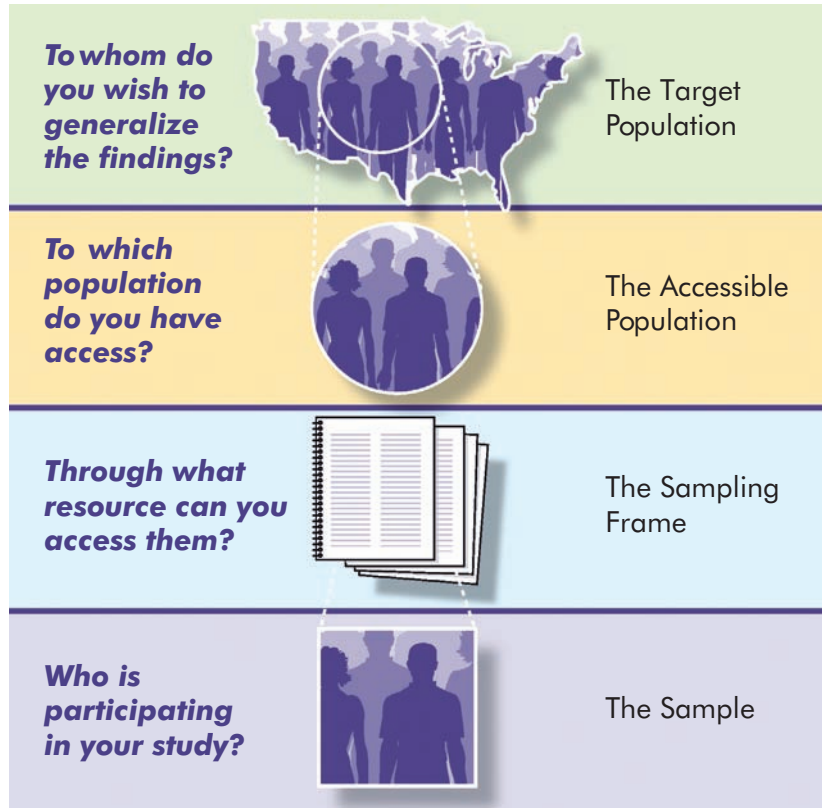 To whom do
you wish to
generalize
the findings?
The Target
Population
To which
population
do you have
access?
The Accessible
Population
Through what
resource can you
access them?
The Sampling
Frame
Who is
participating
in your study?
The Sample